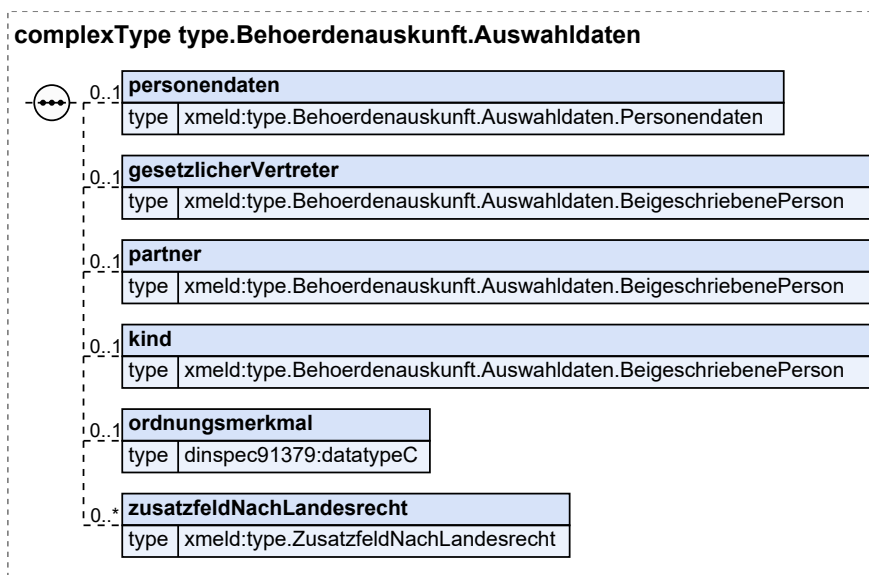 complexType type.Behoerdenauskunft.Auswahldaten
0..1 personendaten
type xmeld:type.Behoerdenauskunft.Auswahldaten.Personendaten
0..1 gesetzlicherVertreter
type xmeld:type.Behoerdenauskunft.Auswahldaten.BeigeschriebenePerson
0..1 partner
type xmeld:type.Behoerdenauskunft.Auswahldaten.BeigeschriebenePerson
0..1 kind
type xmeld:type.Behoerdenauskunft.Auswahldaten.BeigeschriebenePerson
0..1 ordnungsmerkmal
type dinspec91379:datatypeC
0..* zusatzfeldNachLandesrecht
type xmeld:type.ZusatzfeldNachLandesrecht